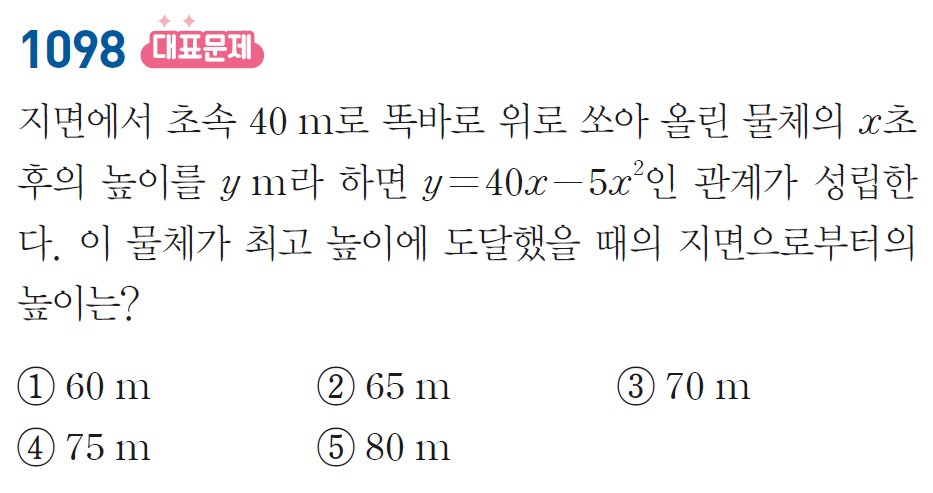 1098 대표문제
지면에서 초속 40 m로 똑바로 위로 쏘아 올린 물체의 x초
후의 높이를 y m라 하면 y=40x-5x²인 관계가 성립한
다. 이 물체가 최고 높이에 도달했을 때의 지면으로부터의
높이는?
① 60 m ② 65 m ③ 70 m
④ 75 m ⑤ 80 m